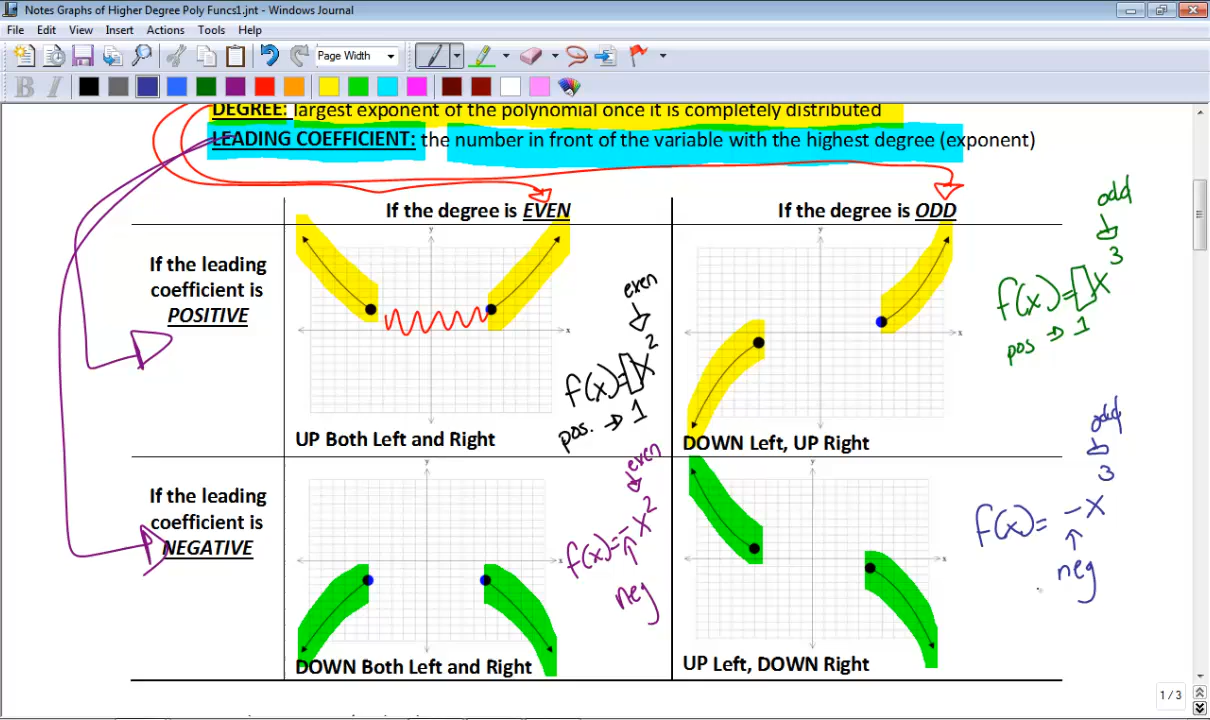 Notes Graphs of Higher Degree Poly Funcs1.jnt - Windows Journal
File Edit View Insert Actions Tools Help
Page Width
B I
DEGREE: largest exponent of the polynomial once it is completely distributed
LEADING COEFFICIENT: the number in front of the variable with the highest degree (exponent)
If the degree is EVEN
If the degree is ODD
If the leading
coefficient is
POSITIVE
y
x
even
f(x)=x²
pos. → 1
UP Both Left and Right
y
x
odd
f(x)=x³
pos → 1
DOWN Left, UP Right
If the leading
coefficient is
NEGATIVE
y
x
even
f(x)=-x²
neg
DOWN Both Left and Right
y
x
odd
f(x)=-x³
neg
UP Left, DOWN Right
1 / 3